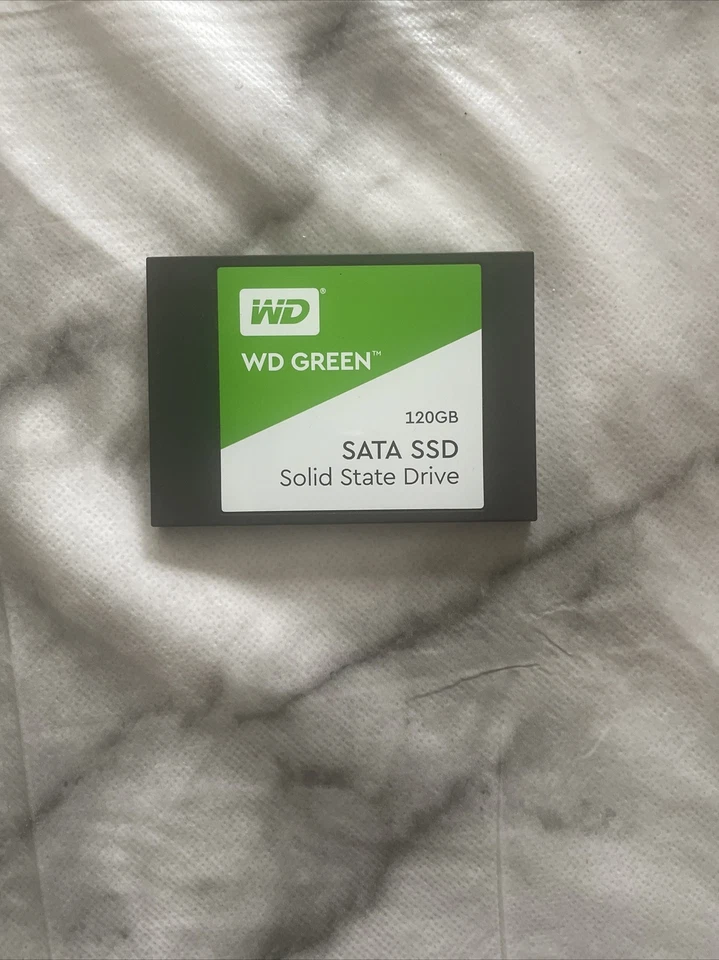 WD®
WD GREEN™
120GB
SATA SSD
Solid State Drive